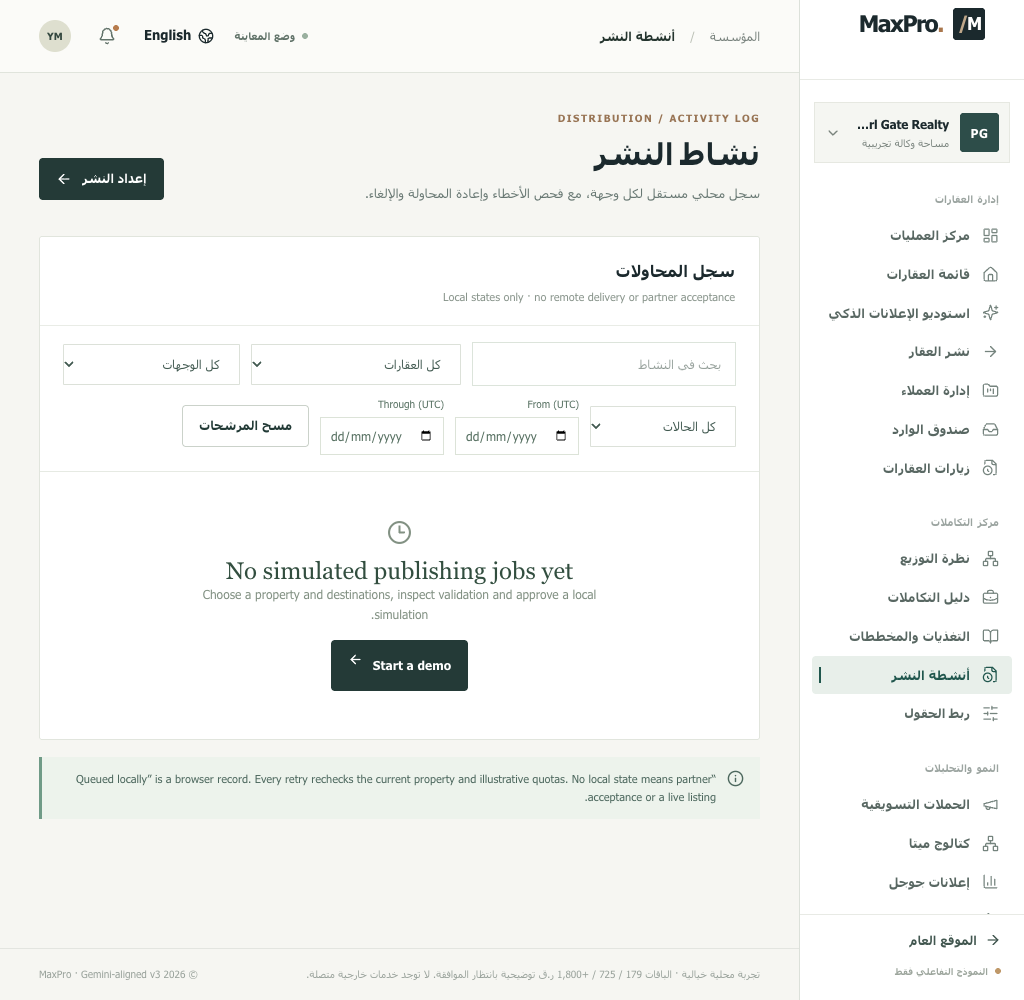 MaxPro.
/M
PG
...rl Gate Realty
مساحة وكالة تجريبية
إدارة العقارات
مركز العمليات
قائمة العقارات
استوديو الإعلانات الذكي
نشر العقار
إدارة العملاء
صندوق الوارد
زيارات العقارات
مركز التكاملات
نظرة التوزيع
دليل التكاملات
التغذيات والمخططات
أنشطة النشر
ربط الحقول
النمو والتحليلات
الحملات التسويقية
كتالوج ميتا
إعلانات جوجل
الموقع العام
النموذج التفاعلي فقط
المؤسسة / أنشطة النشر
وضع المعاينة
English
YM
DISTRIBUTION / ACTIVITY LOG
نشاط النشر
سجل محلي مستقل لكل وجهة، مع فحص الأخطاء وإعادة المحاولة والإلغاء.
إعداد النشر
سجل المحاولات
Local states only · no remote delivery or partner acceptance
بحث في النشاط
كل العقارات
كل الوجهات
كل الحالات
From (UTC)
dd/mm/yyyy
Through (UTC)
dd/mm/yyyy
مسح المرشحات
No simulated publishing jobs yet
Choose a property and destinations, inspect validation and approve a local
.simulation
Start a demo
Queued locally" is a browser record. Every retry rechecks the current property and illustrative quotas. No local state means partner"
.acceptance or a live listing
تجربة محلية خيالية · الباقات 179 / 725 / +1,800 ر.ق توضيحية بانتظار الموافقة. لا توجد خدمات خارجية متصلة.
MaxPro · Gemini-aligned v3 2026 ©